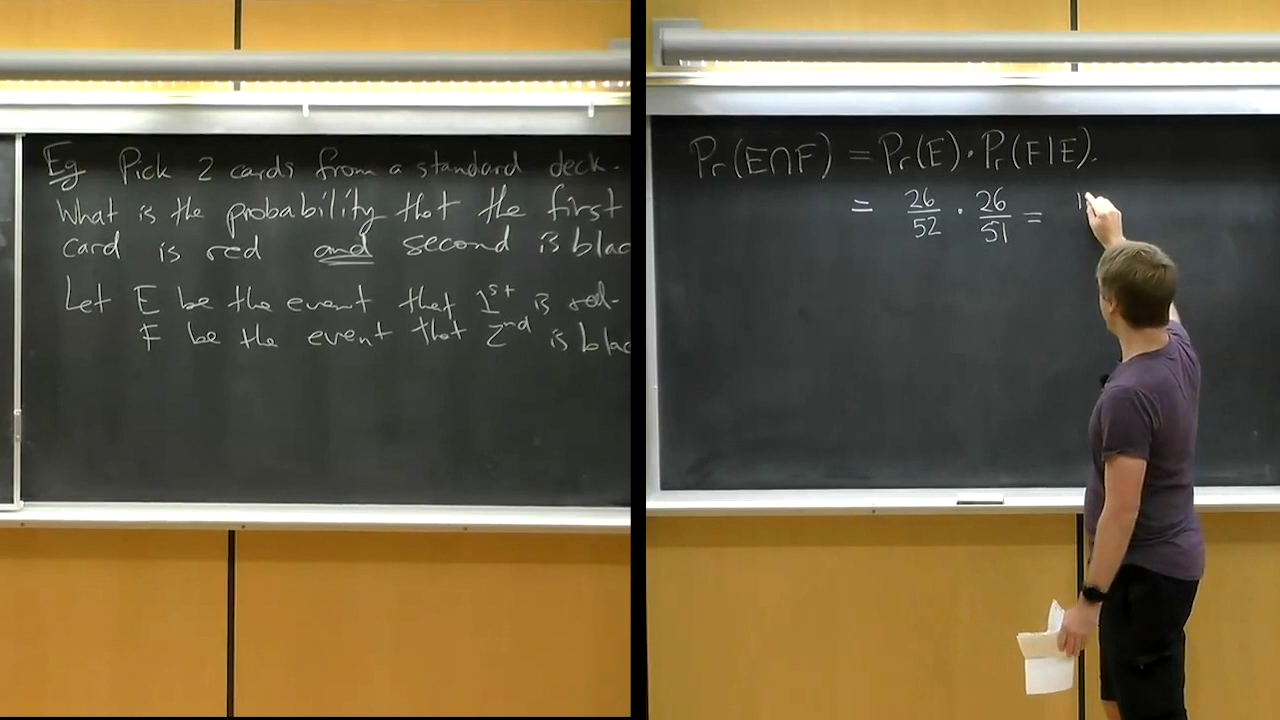 Eg Pick 2 cards from a standard deck.
What is the probability that the first
card is red and second is blac
Let E be the event that 1st is red.
F be the event that 2nd is blac
Pr(E∩F) = Pr(E)·Pr(F|E).
= 26/52 · 26/51 = 1